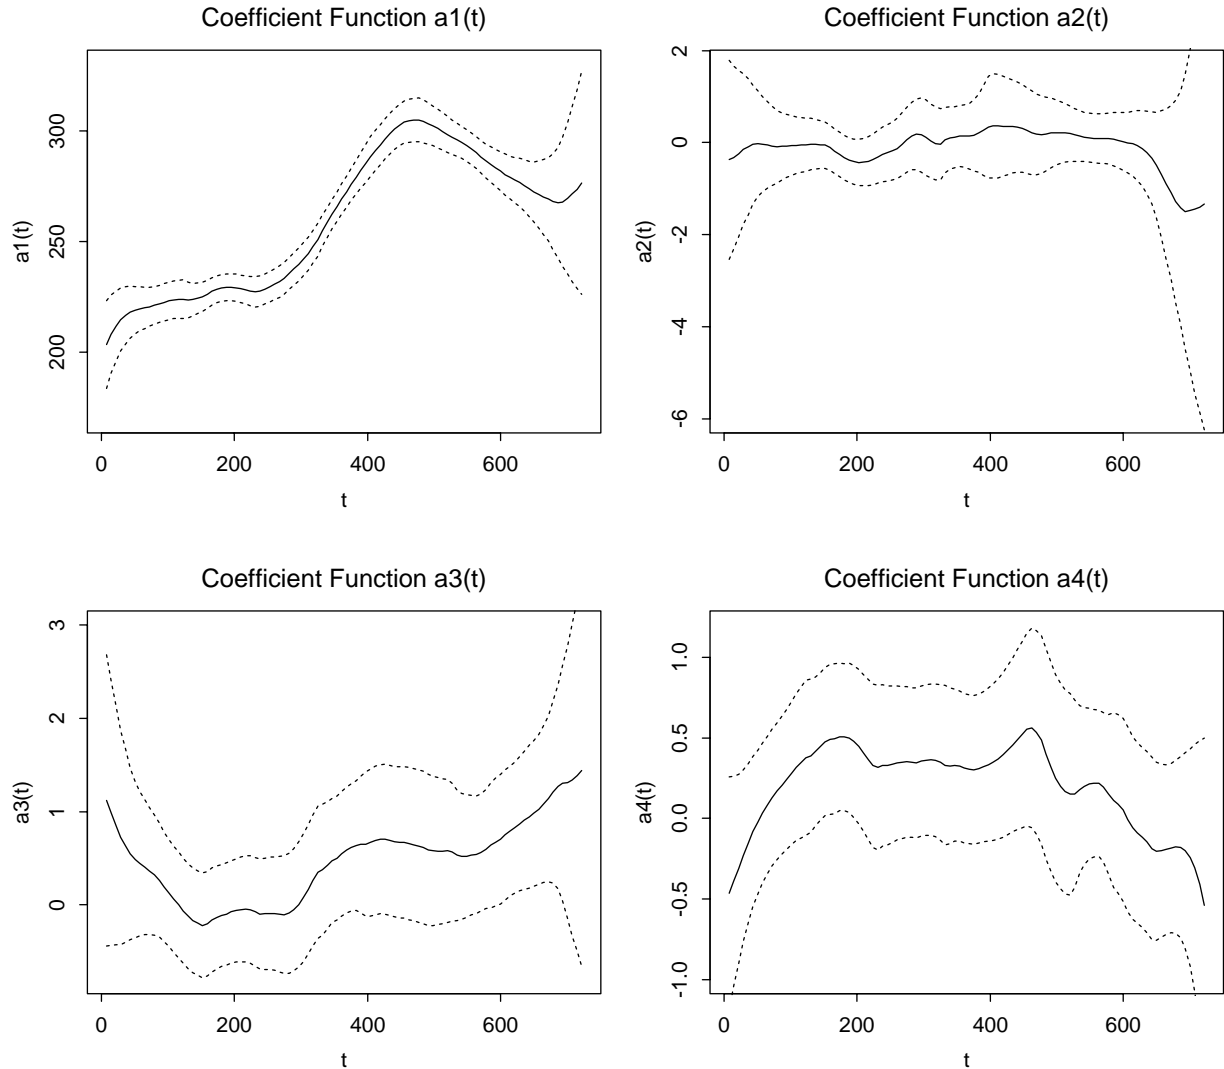 Coefficient Function a1(t)
a1(t)
300
250
200
0 200 400 600
t
Coefficient Function a2(t)
a2(t)
2
0
-2
-4
-6
0 200 400 600
t
Coefficient Function a3(t)
a3(t)
3
2
1
0
0 200 400 600
t
Coefficient Function a4(t)
a4(t)
1.0
0.5
0.0
-0.5
-1.0
0 200 400 600
t